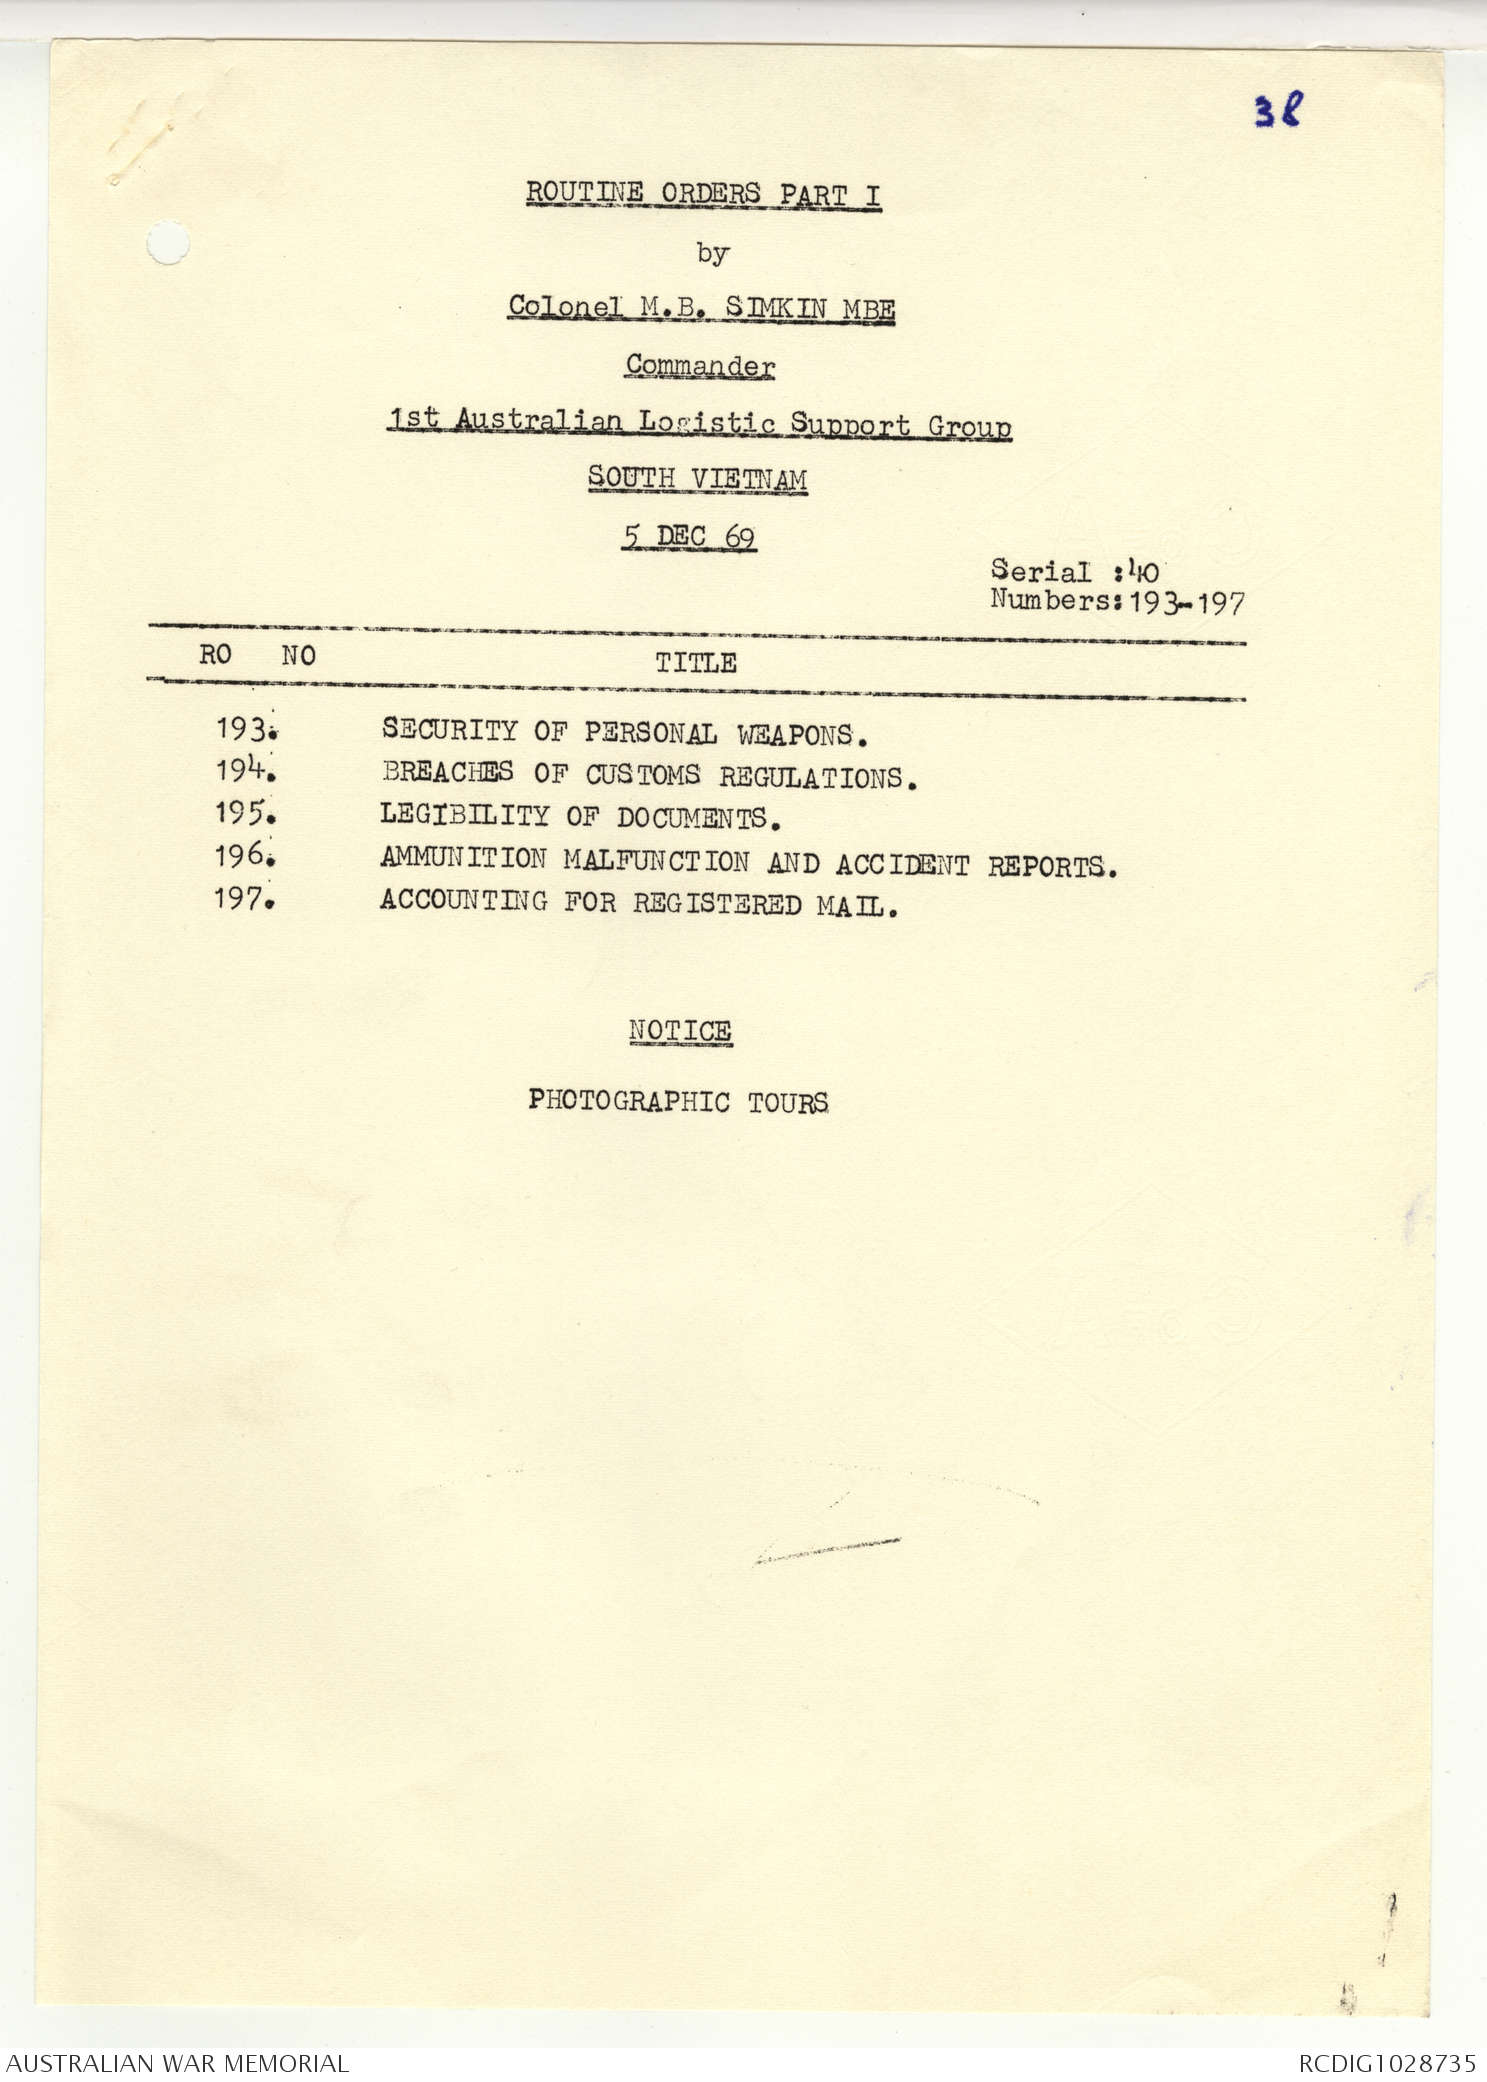 38
ROUTINE ORDERS PART I
by
Colonel M.B. SIMKIN MBE
Commander
1st Australian Logistic Support Group
SOUTH VIETNAM
5 DEC 69
Serial :40
Numbers:193-197
RO NO TITLE
193. SECURITY OF PERSONAL WEAPONS.
194. BREACHES OF CUSTOMS REGULATIONS.
195. LEGIBILITY OF DOCUMENTS.
196. AMMUNITION MALFUNCTION AND ACCIDENT REPORTS.
197. ACCOUNTING FOR REGISTERED MAIL.
NOTICE
PHOTOGRAPHIC TOURS
AUSTRALIAN WAR MEMORIAL RCDIG1028735